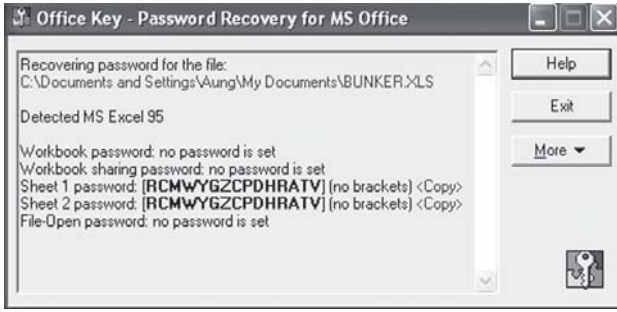 Office Key - Password Recovery for MS Office
Recovering password for the file:
C:\Documents and Settings\Aung\My Documents\BUNKER.XLS
Detected MS Excel 95
Workbook password: no password is set
Workbook sharing password: no password is set
Sheet 1 password: [RCMWYGZCPDHRATV] (no brackets) <Copy>
Sheet 2 password: [RCMWYGZCPDHRATV] (no brackets) <Copy>
File-Open password: no password is set
Help
Exit
More